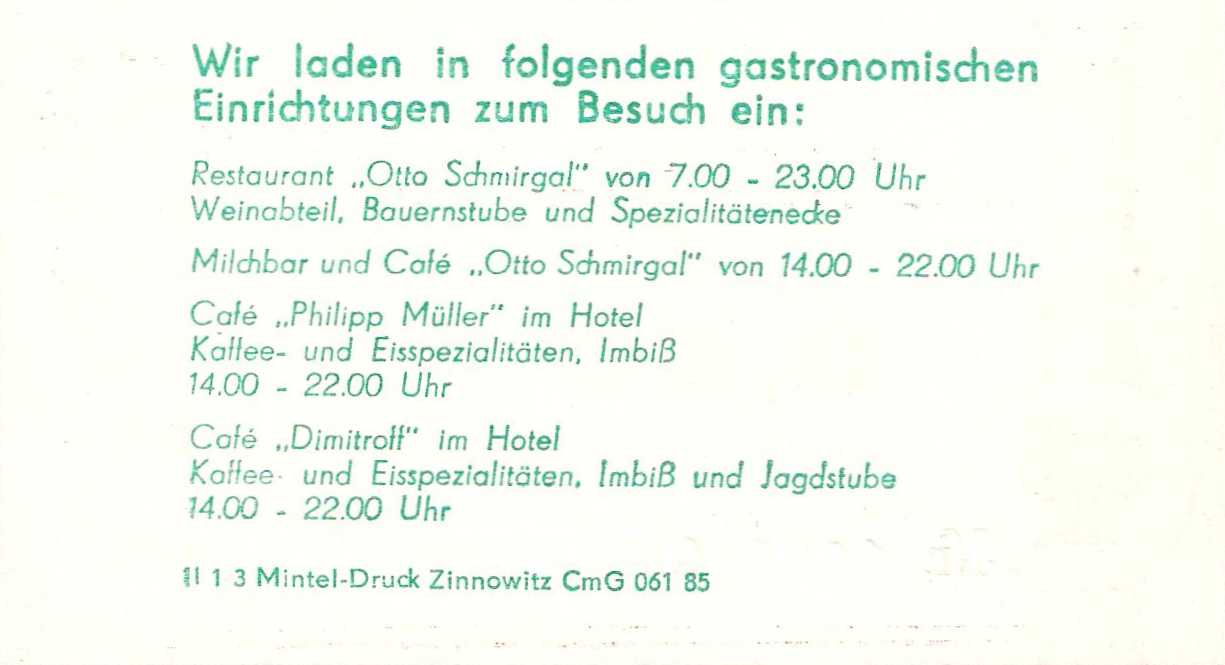 Wir laden in folgenden gastronomischen
Einrichtungen zum Besuch ein:
Restaurant „Otto Schmirgal" von 7.00 - 23.00 Uhr
Weinabteil, Bauernstube und Spezialitätenecke
Milchbar und Café „Otto Schmirgal" von 14.00 - 22.00 Uhr
Café „Philipp Müller" im Hotel
Kaffee- und Eisspezialitäten, Imbiß
14.00 - 22.00 Uhr
Café „Dimitroff" im Hotel
Kaffee- und Eisspezialitäten, Imbiß und Jagdstube
14.00 - 22.00 Uhr
II 1 3 Mintel-Druck Zinnowitz CmG 061 85